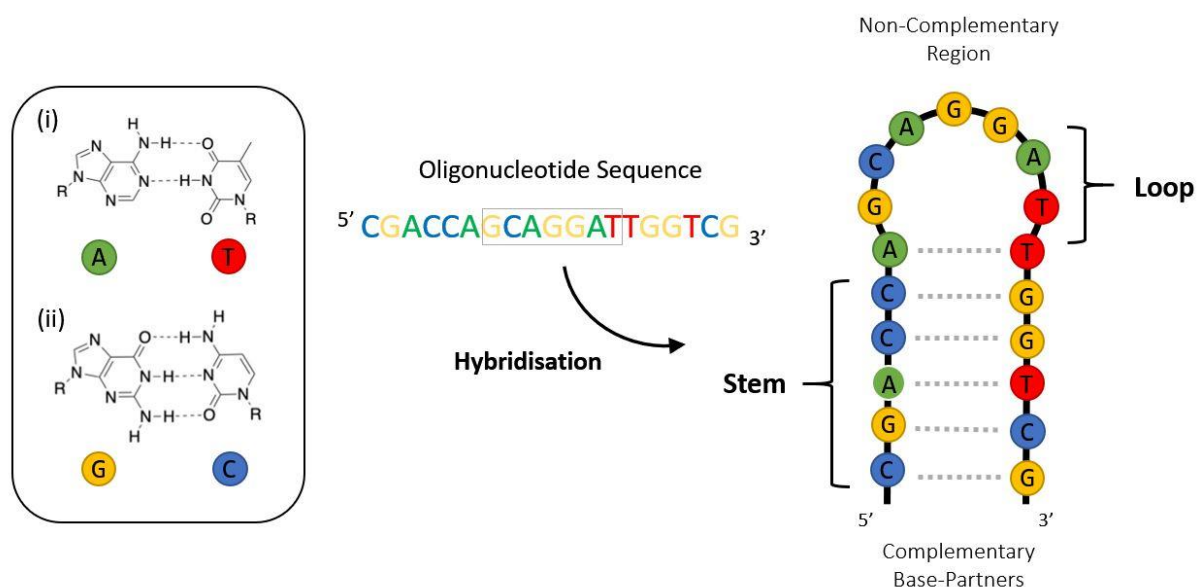 (i)
H
N H O
N
N
N H N
R N
O R
A T
(ii)
H
O H N
N
N H N
R N
N
N H O
H R
G C
Oligonucleotide Sequence
5’ CGACCAGCAGGATTGGTCG 3’
Hybridisation
Non-Complementary
Region
A G G
C A
G T
A T
C G
C G
A T
G C
C G
5’ 3’
Loop
Stem
Complementary
Base-Partners